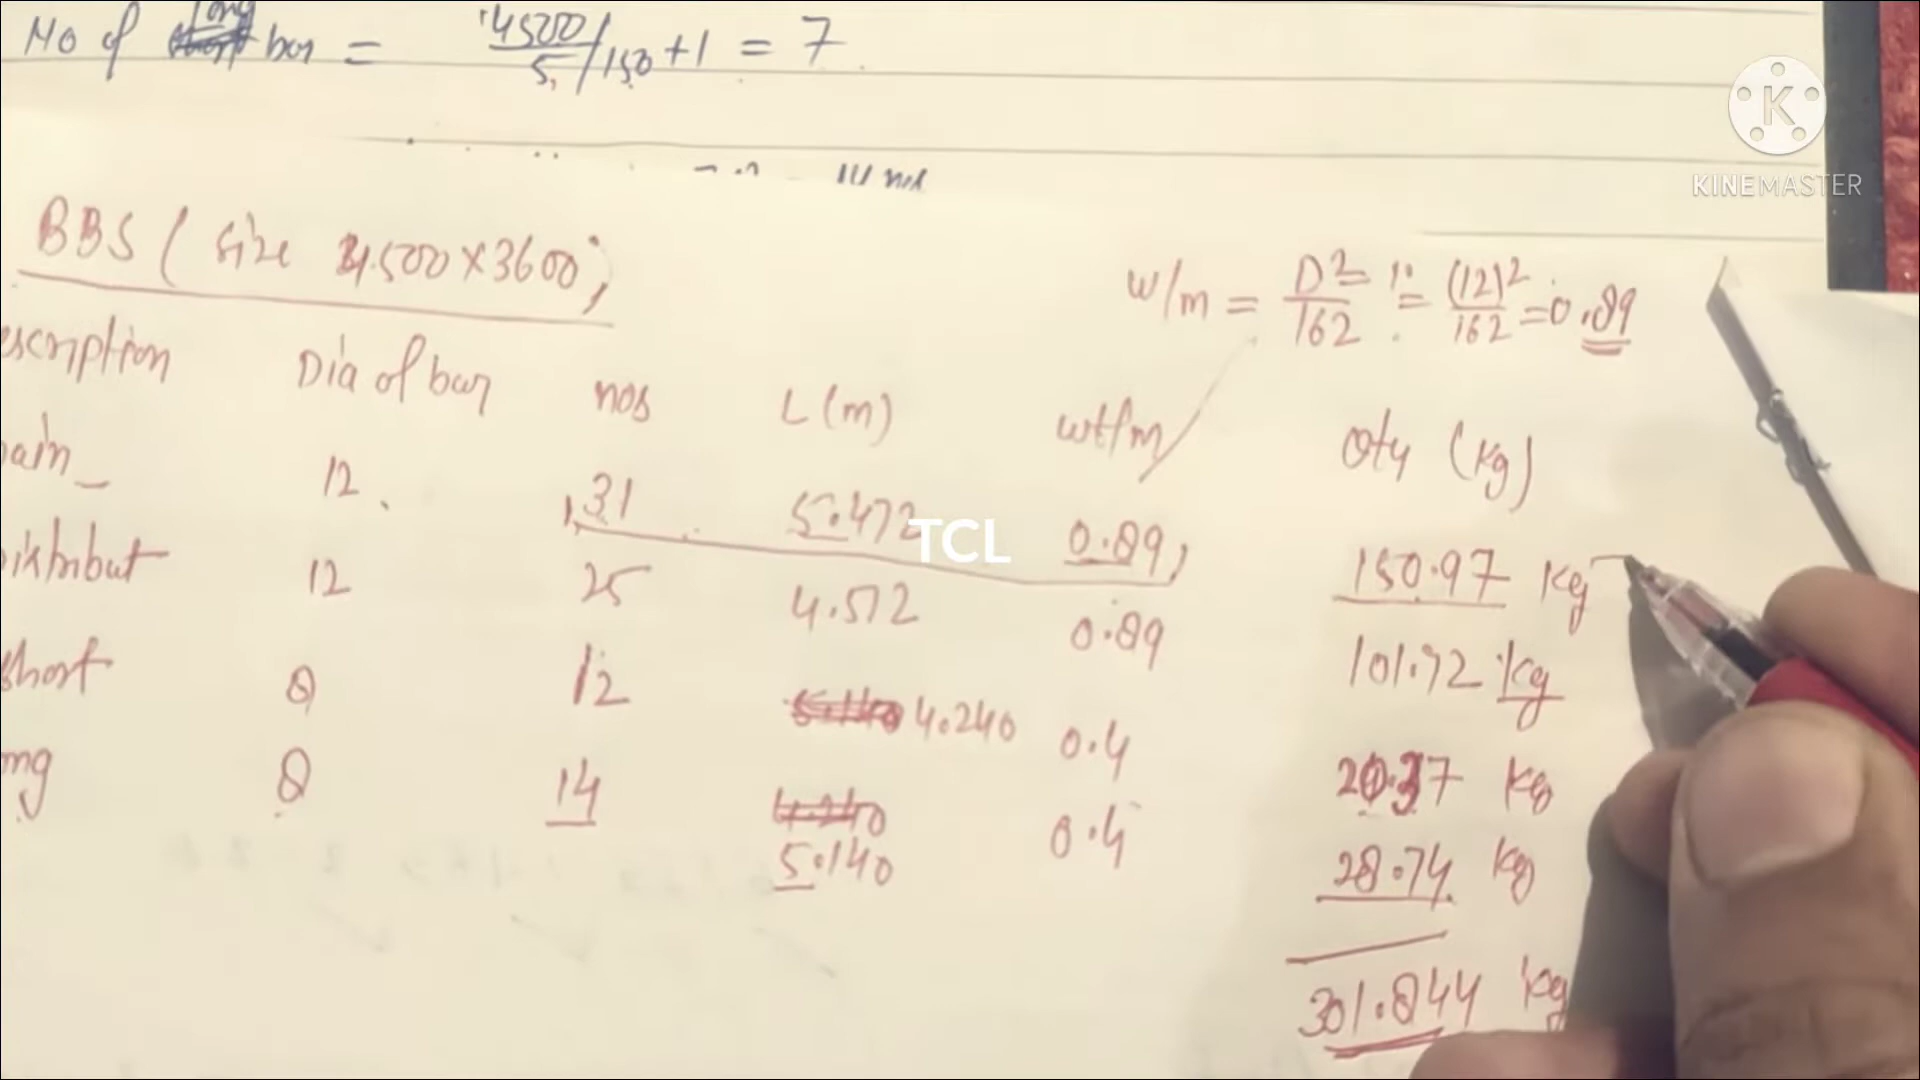 No of long bar = 4500/5/150+1 = 7
BBS ( size 4500×3600)
w/m = D²/162 = (12)²/162 = 0.89
escription Dia of bar nos L(m) wt/m Qty (kg)
ain 12 31 5.472 0.89 150.97 kg
istribut 12 25 4.572 0.89 101.72 kg
short 8 12 4.240 0.4 20.37 kg
ong 8 14 5.140 0.4 28.74 kg
301.844 kg
TCL
K
KINEMASTER